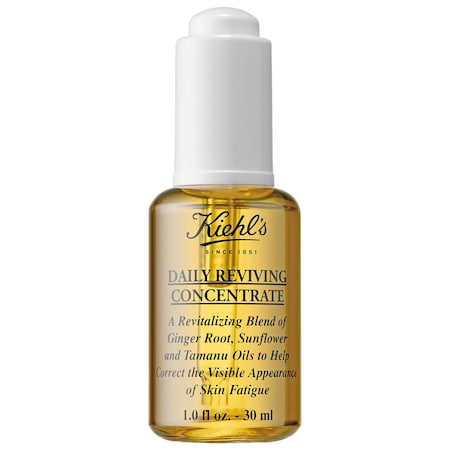 Kiehl's
SINCE 1851
DAILY REVIVING
CONCENTRATE
A Revitalizing Blend of
Ginger Root, Sunflower
and Tamanu Oils to Help
Correct the Visible Appearance
of Skin Fatigue
1.0 fl. oz. - 30 ml